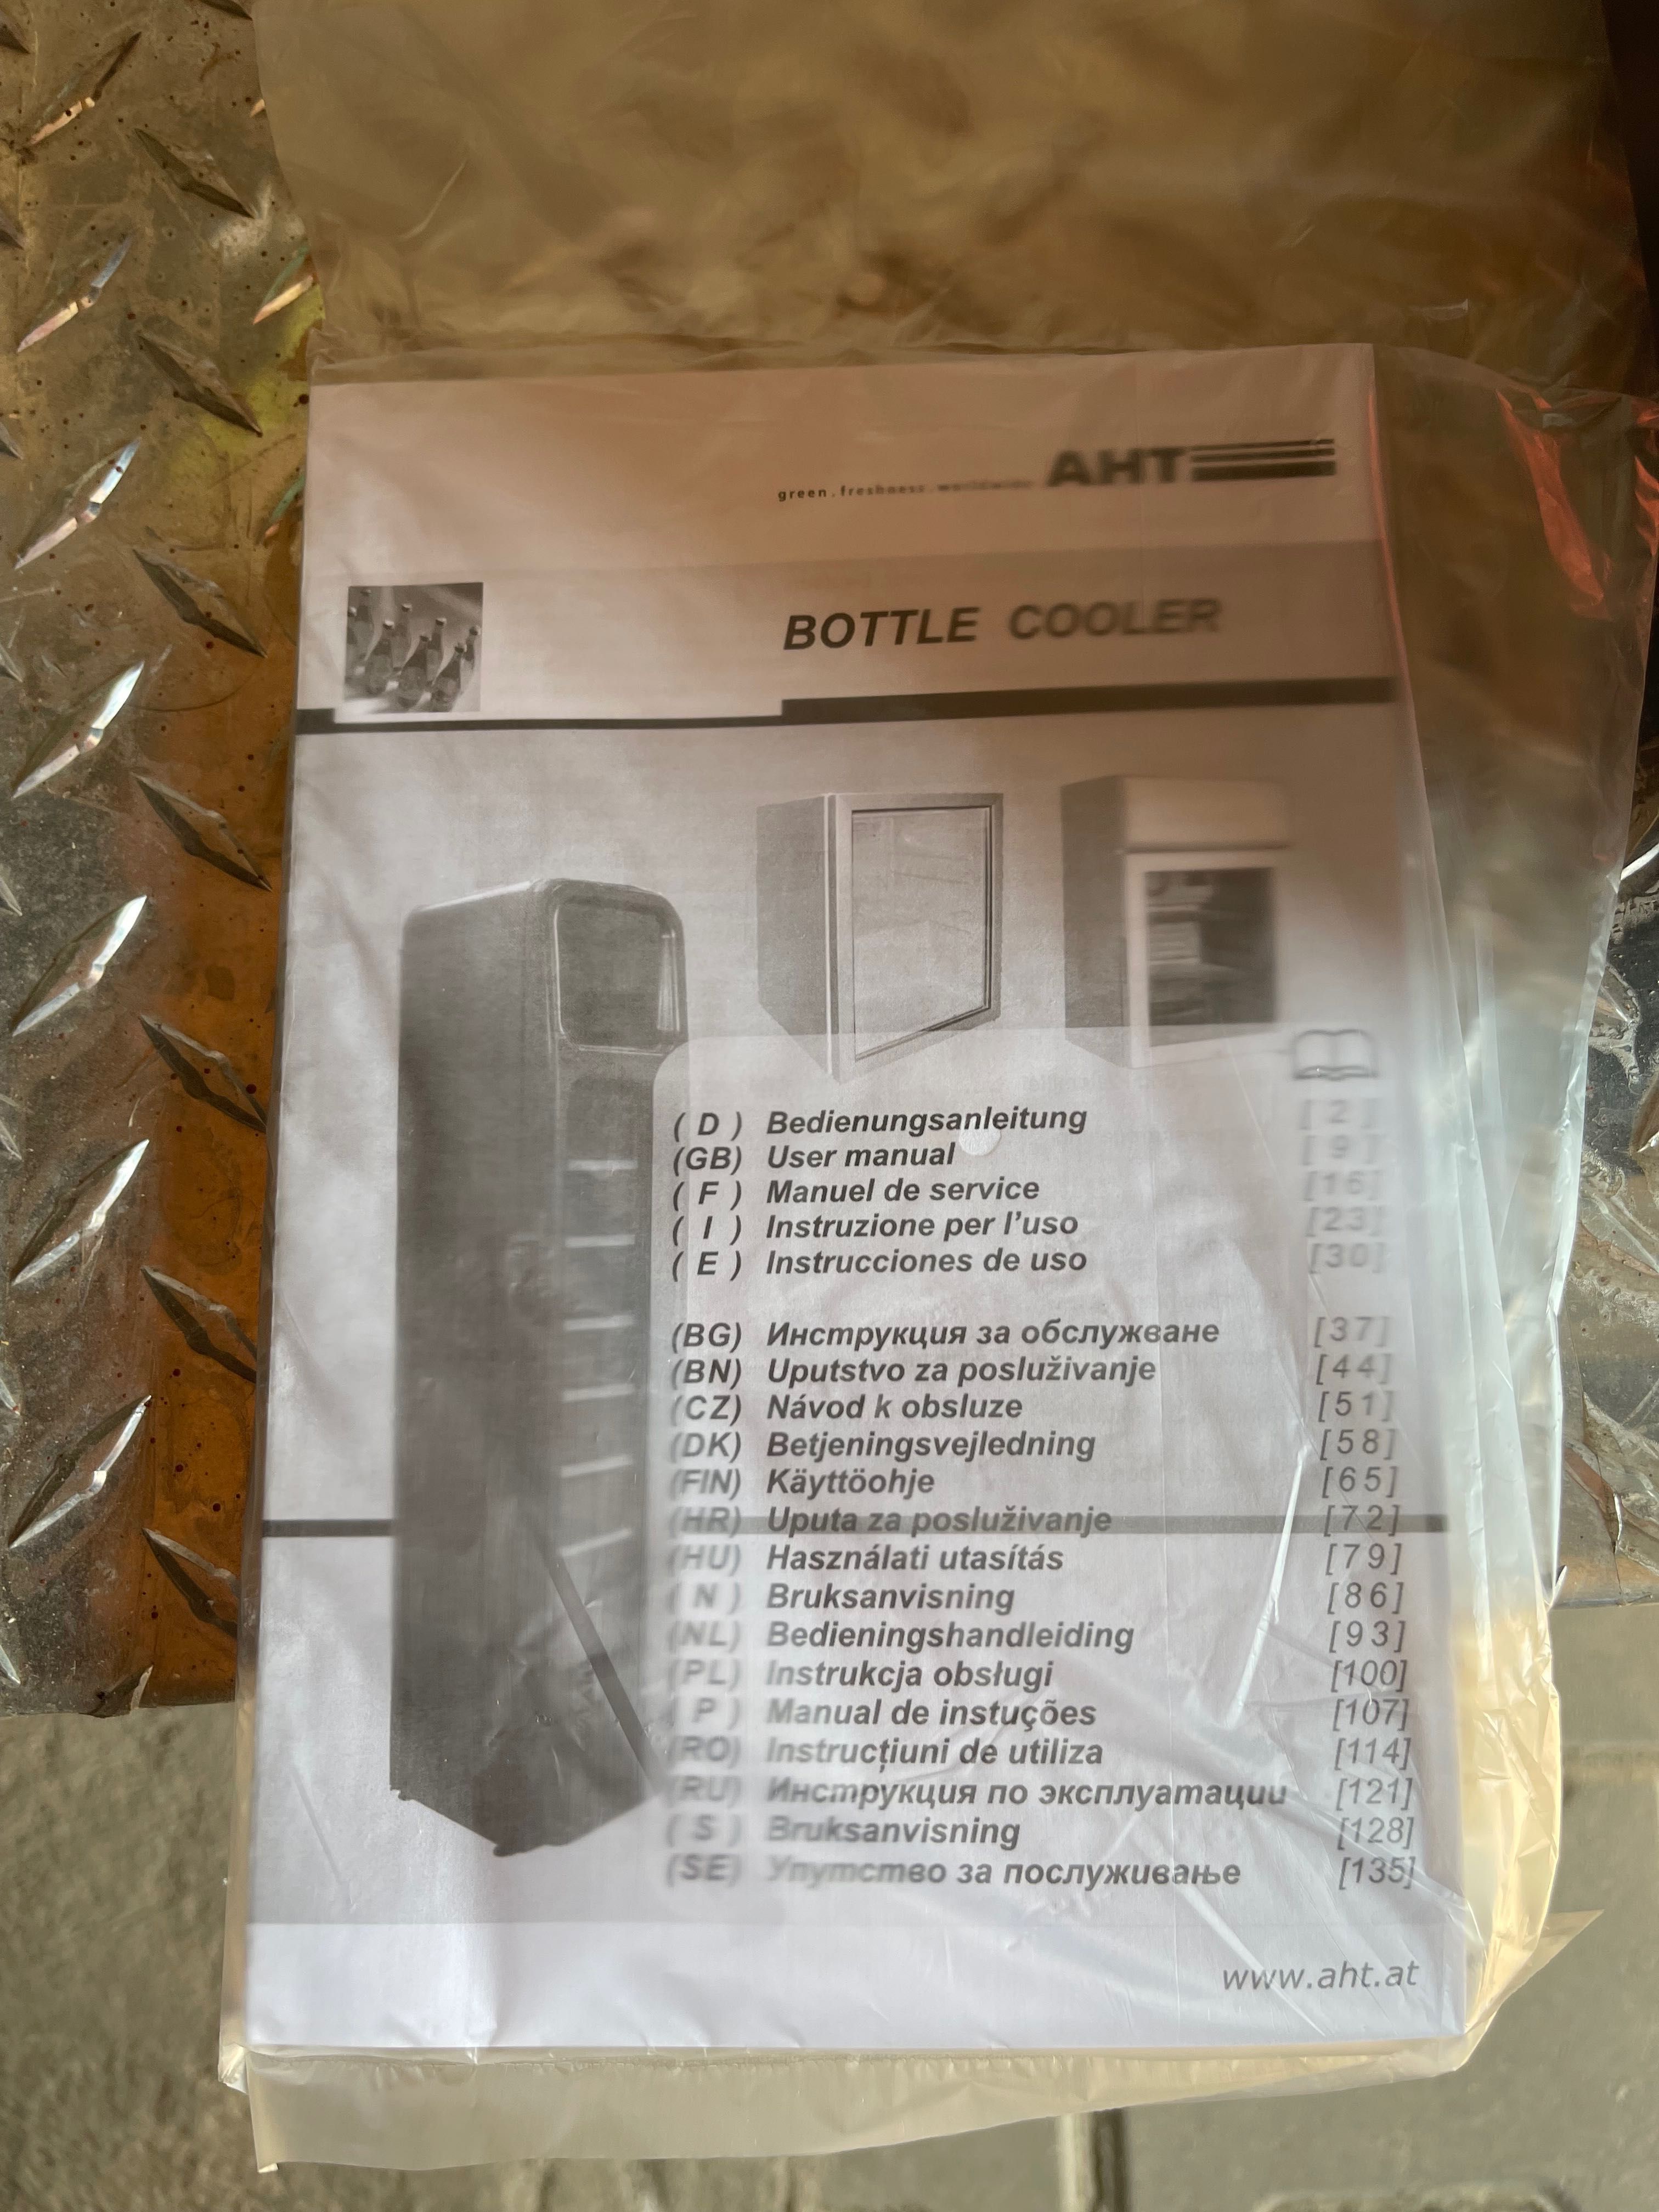 green.freshness.worldwide. AHT
BOTTLE COOLER
( D ) Bedienungsanleitung [ 2 ]
(GB) User manual [ 9 ]
( F ) Manuel de service [16]
( I ) Instruzione per l'uso [23]
( E ) Instrucciones de uso [30]
(BG) Инструкция за обслужване [37]
(BN) Uputstvo za posluživanje [44]
(CZ) Návod k obsluze [51]
(DK) Betjeningsvejledning [58]
(FIN) Käyttöohje [65]
(HR) Uputa za posluživanje [72]
(HU) Használati utasítás [79]
( N ) Bruksanvisning [86]
(NL) Bedieningshandleiding [93]
(PL) Instrukcja obsługi [100]
( P ) Manual de instuções [107]
(RO) Instrucțiuni de utiliza [114]
(RU) Инструкция по эксплуатации [121]
( S ) Bruksanvisning [128]
(SE) Упутство за послуживање [135]
www.aht.at